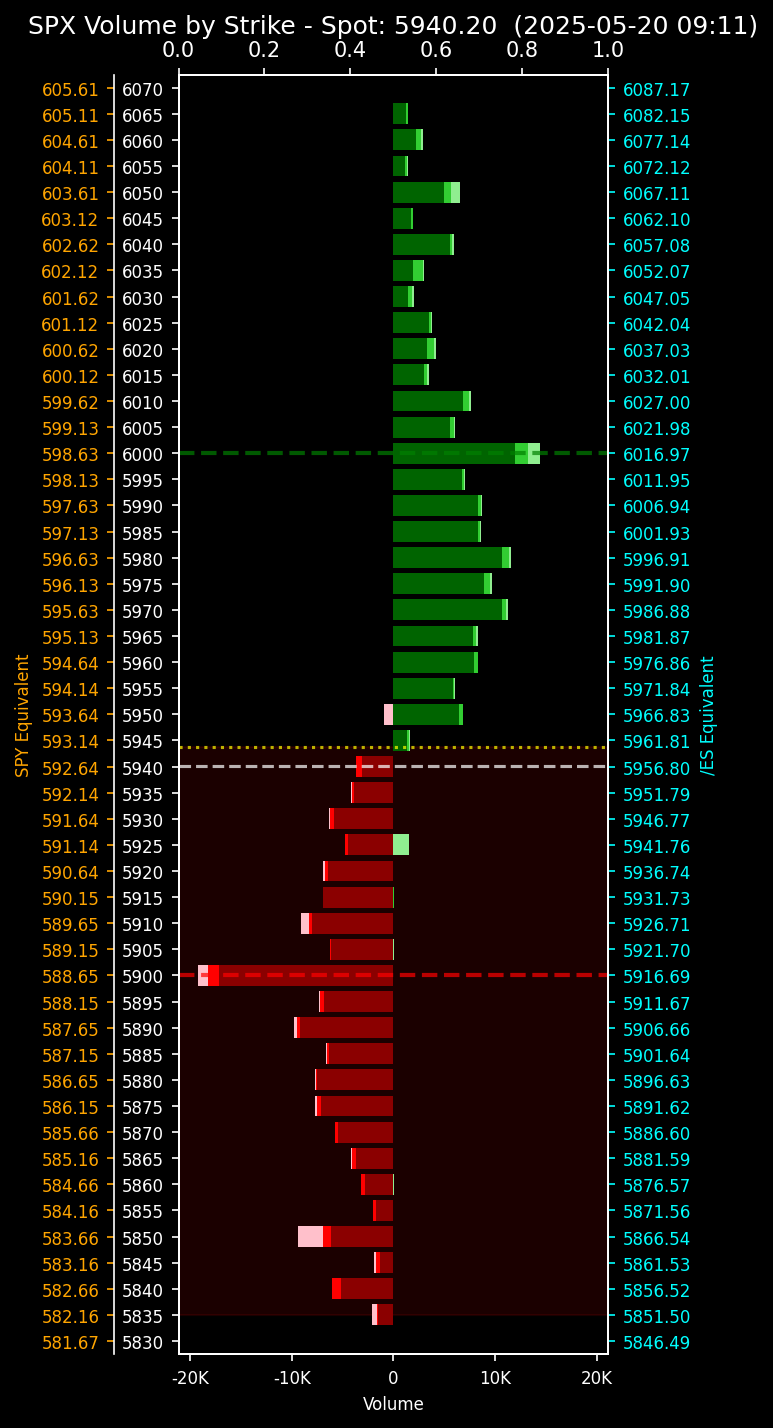 SPX Volume by Strike - Spot: 5940.20 (2025-05-20 09:11)
0.0 0.2 0.4 0.6 0.8 1.0
605.61 6070 6087.17
605.11 6065 6082.15
604.61 6060 6077.14
604.11 6055 6072.12
603.61 6050 6067.11
603.12 6045 6062.10
602.62 6040 6057.08
602.12 6035 6052.07
601.62 6030 6047.05
601.12 6025 6042.04
600.62 6020 6037.03
600.12 6015 6032.01
599.62 6010 6027.00
599.13 6005 6021.98
598.63 6000 6016.97
598.13 5995 6011.95
597.63 5990 6006.94
597.13 5985 6001.93
596.63 5980 5996.91
596.13 5975 5991.90
595.63 5970 5986.88
595.13 5965 5981.87
594.64 5960 5976.86
594.14 5955 5971.84
593.64 5950 5966.83
593.14 5945 5961.81
592.64 5940 5956.80
592.14 5935 5951.79
591.64 5930 5946.77
591.14 5925 5941.76
590.64 5920 5936.74
590.15 5915 5931.73
589.65 5910 5926.71
589.15 5905 5921.70
588.65 5900 5916.69
588.15 5895 5911.67
587.65 5890 5906.66
587.15 5885 5901.64
586.65 5880 5896.63
586.15 5875 5891.62
585.66 5870 5886.60
585.16 5865 5881.59
584.66 5860 5876.57
584.16 5855 5871.56
583.66 5850 5866.54
583.16 5845 5861.53
582.66 5840 5856.52
582.16 5835 5851.50
581.67 5830 5846.49
SPY Equivalent
/ES Equivalent
-20K -10K 0 10K 20K
Volume